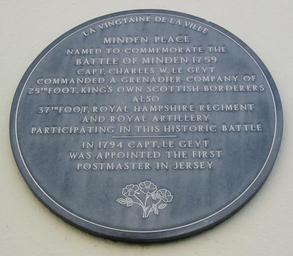 LA VINGTAINE DE LA VILLE
MINDEN PLACE
NAMED TO COMMEMORATE THE
BATTLE OF MINDEN 1759
CAPT. CHARLES W. LE GEYT
COMMANDED A GRENADIER COMPANY OF
25TH FOOT, KING'S OWN SCOTTISH BORDERERS
ALSO
37TH FOOT, ROYAL HAMPSHIRE REGIMENT
AND ROYAL ARTILLERY
PARTICIPATING IN THIS HISTORIC BATTLE
IN 1794 CAPT. LE GEYT
WAS APPOINTED THE FIRST
POSTMASTER IN JERSEY